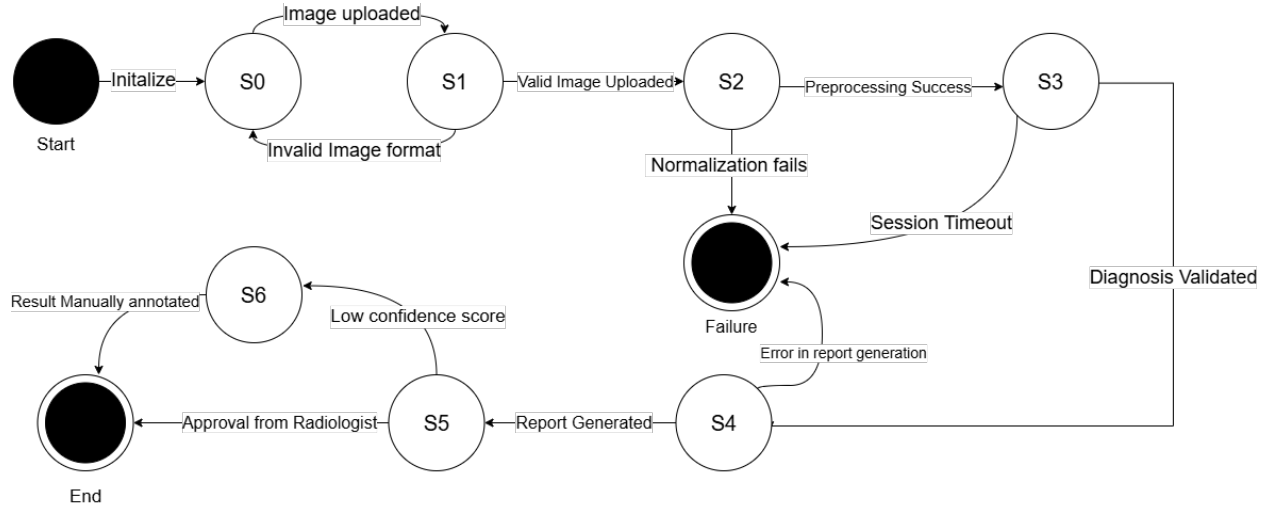 Image uploaded
Initalize
S0
S1
Valid Image Uploaded
S2
Preprocessing Success
S3
Start
Invalid Image format
Normalization fails
Session Timeout
Diagnosis Validated
Failure
S6
Result Manually annotated
Low confidence score
Error in report generation
Approval from Radiologist
S5
Report Generated
S4
End